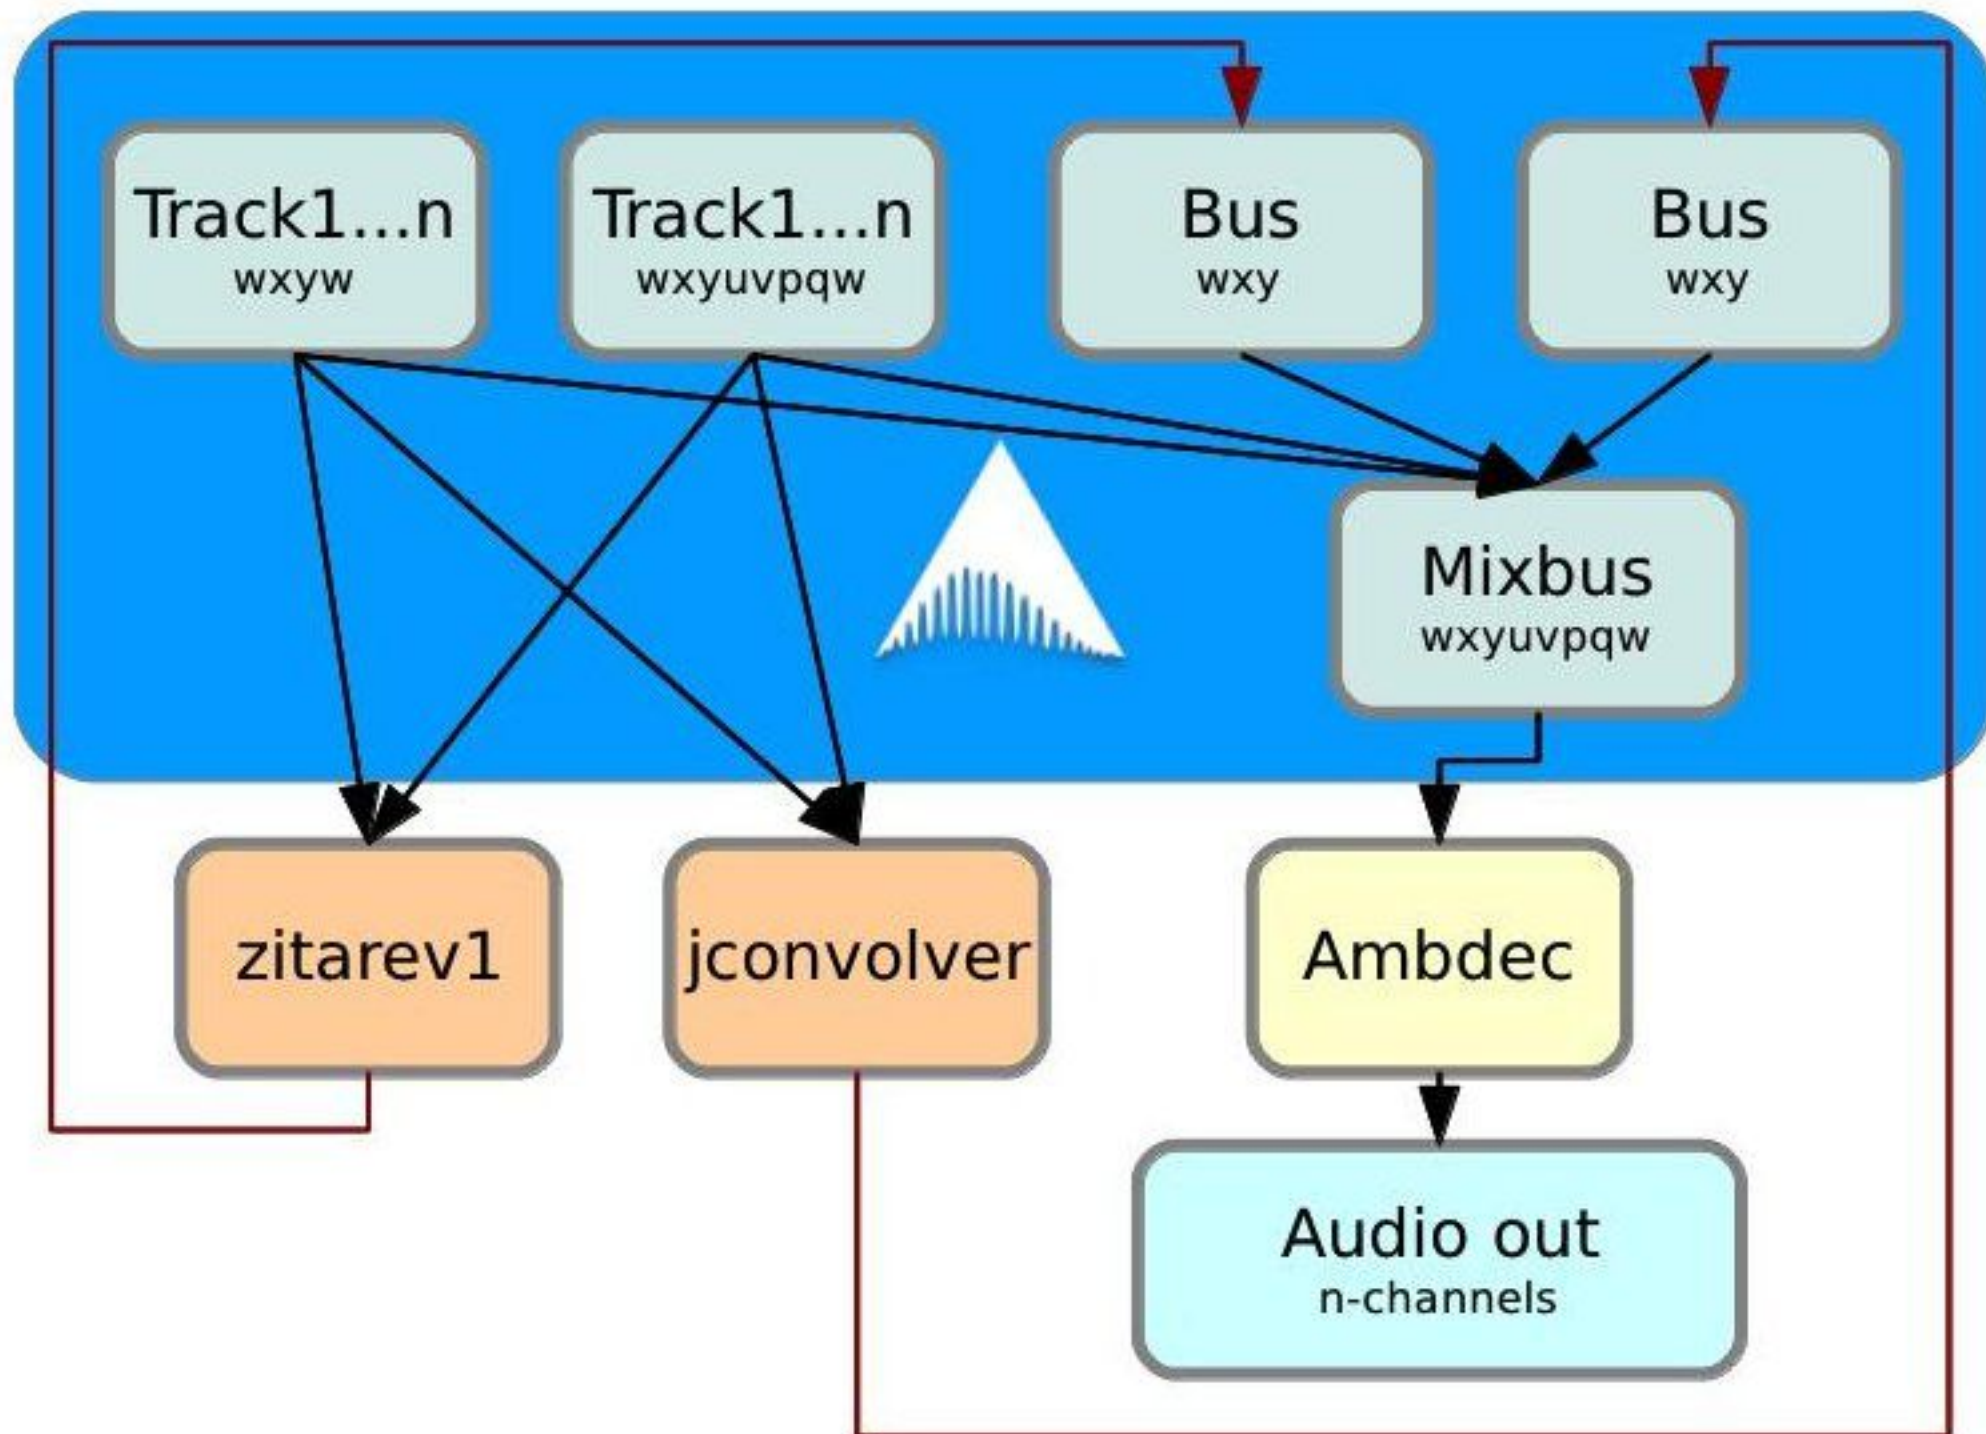 Track1...n
wxyw
Track1...n
wxyuvpqw
Bus
wxy
Bus
wxy
Mixbus
wxyuvpqw
zitarev1
jconvolver
Ambdec
Audio out
n-channels